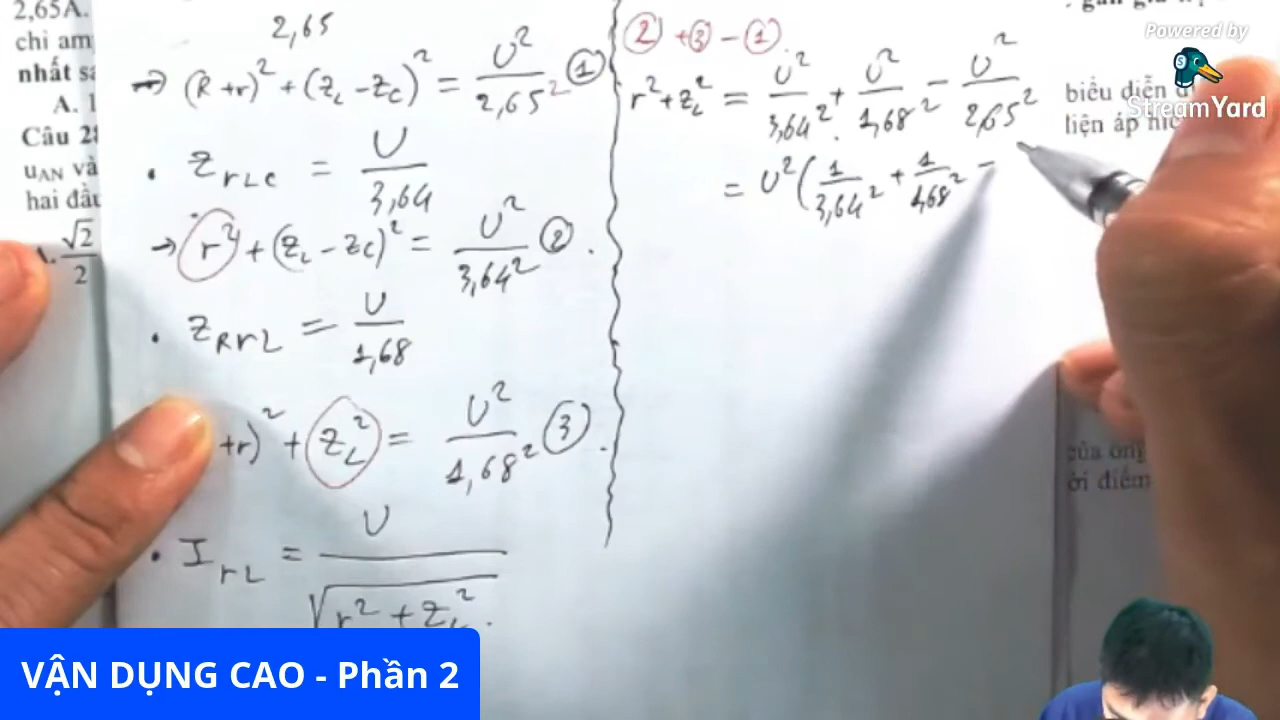 2,65A.
chỉ am
nhất s
A. 1
Câu 2
u_AN và
hai đầu
√2/2
2,65
→ (R+r)² + (Z_L - Z_C)² = U²/2,65² ①
• Z_rLC = U/3,64
→ r² + (Z_L - Z_C)² = U²/3,64² ② .
• Z_RrL = U/1,68
+r)² + Z_L² = U²/1,68² ③ .
• I_rL = U/√(r² + Z_L²) .
② + ③ - ①
r² + Z_L² = U²/3,64² + U²/1,68² - U²/2,65²
= U²(1/3,64² + 1/1,68² -
biểu diễn
điện áp
của ông
ời điểm
Powered by
StreamYard
VẬN DỤNG CAO - Phần 2